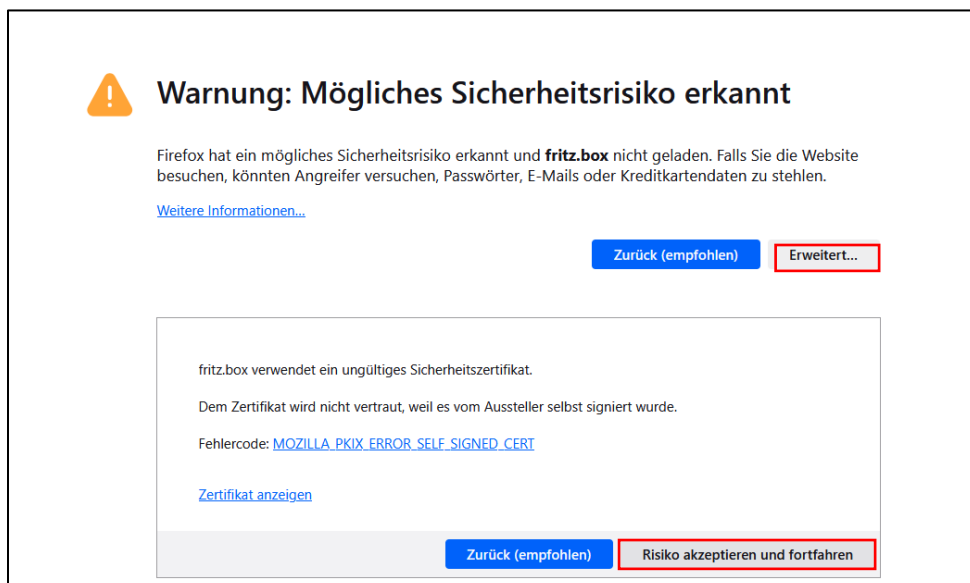 Warnung: Mögliches Sicherheitsrisiko erkannt
Firefox hat ein mögliches Sicherheitsrisiko erkannt und fritz.box nicht geladen. Falls Sie die Website
besuchen, könnten Angreifer versuchen, Passwörter, E-Mails oder Kreditkartendaten zu stehlen.
Weitere Informationen...
Zurück (empfohlen) Erweitert...
fritz.box verwendet ein ungültiges Sicherheitszertifikat.
Dem Zertifikat wird nicht vertraut, weil es vom Aussteller selbst signiert wurde.
Fehlercode: MOZILLA_PKIX_ERROR_SELF_SIGNED_CERT
Zertifikat anzeigen
Zurück (empfohlen) Risiko akzeptieren und fortfahren